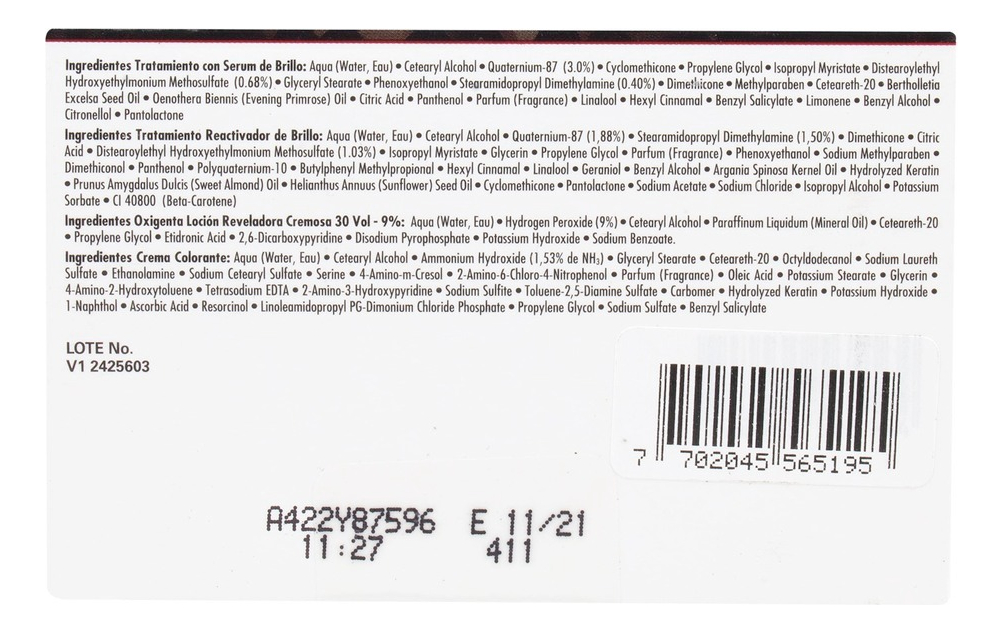 Ingredientes Tratamiento con Serum de Brillo: Aqua (Water, Eau) • Cetearyl Alcohol • Quaternium-87 (3.0%) • Cyclomethicone • Propylene Glycol • Isopropyl Myristate • Distearoylethyl
Hydroxyethylmonium Methosulfate (0.68%) • Glyceryl Stearate • Phenoxyethanol • Stearamidopropyl Dimethylamine (0.40%) • Dimethicone • Methylparaben • Ceteareth-20 • Bertholletia
Excelsa Seed Oil • Oenothera Biennis (Evening Primrose) Oil • Citric Acid • Panthenol • Parfum (Fragrance) • Linalool • Hexyl Cinnamal • Benzyl Salicylate • Limonene • Benzyl Alcohol •
Citronellol • Pantolactone
Ingredientes Tratamiento Reactivador de Brillo: Aqua (Water, Eau) • Cetearyl Alcohol • Quaternium-87 (1,88%) • Stearamidopropyl Dimethylamine (1,50%) • Dimethicone • Citric
Acid • Distearoylethyl Hydroxyethylmonium Methosulfate (1.03%) • Isopropyl Myristate • Glycerin • Propylene Glycol • Parfum (Fragrance) • Phenoxyethanol • Sodium Methylparaben •
Dimethiconol • Panthenol • Polyquaternium-10 • Butylphenyl Methylpropional • Hexyl Cinnamal • Linalool • Geraniol • Benzyl Alcohol • Argania Spinosa Kernel Oil • Hydrolyzed Keratin
• Prunus Amygdalus Dulcis (Sweet Almond) Oil • Helianthus Annuus (Sunflower) Seed Oil • Cyclomethicone • Pantolactone • Sodium Acetate • Sodium Chloride • Isopropyl Alcohol • Potassium
Sorbate • CI 40800 (Beta-Carotene)
Ingredientes Oxigenta Loción Reveladora Cremosa 30 Vol - 9%: Aqua (Water, Eau) • Hydrogen Peroxide (9%) • Cetearyl Alcohol • Paraffinum Liquidum (Mineral Oil) • Ceteareth-20
• Propylene Glycol • Etidronic Acid • 2,6-Dicarboxypyridine • Disodium Pyrophosphate • Potassium Hydroxide • Sodium Benzoate.
Ingredientes Crema Colorante: Aqua (Water, Eau) • Cetearyl Alcohol • Ammonium Hydroxide (1,53% de NH₃) • Glyceryl Stearate • Ceteareth-20 • Octyldodecanol • Sodium Laureth
Sulfate • Ethanolamine • Sodium Cetearyl Sulfate • Serine • 4-Amino-m-Cresol • 2-Amino-6-Chloro-4-Nitrophenol • Parfum (Fragrance) • Oleic Acid • Potassium Stearate • Glycerin •
4-Amino-2-Hydroxytoluene • Tetrasodium EDTA • 2-Amino-3-Hydroxypyridine • Sodium Sulfite • Toluene-2,5-Diamine Sulfate • Carbomer • Hydrolyzed Keratin • Potassium Hydroxide •
1-Naphthol • Ascorbic Acid • Resorcinol • Linoleamidopropyl PG-Dimonium Chloride Phosphate • Propylene Glycol • Sodium Sulfate • Benzyl Salicylate
LOTE No.
V1 2425603
7 702045 565195
A422Y87596 E 11/21
11:27 411